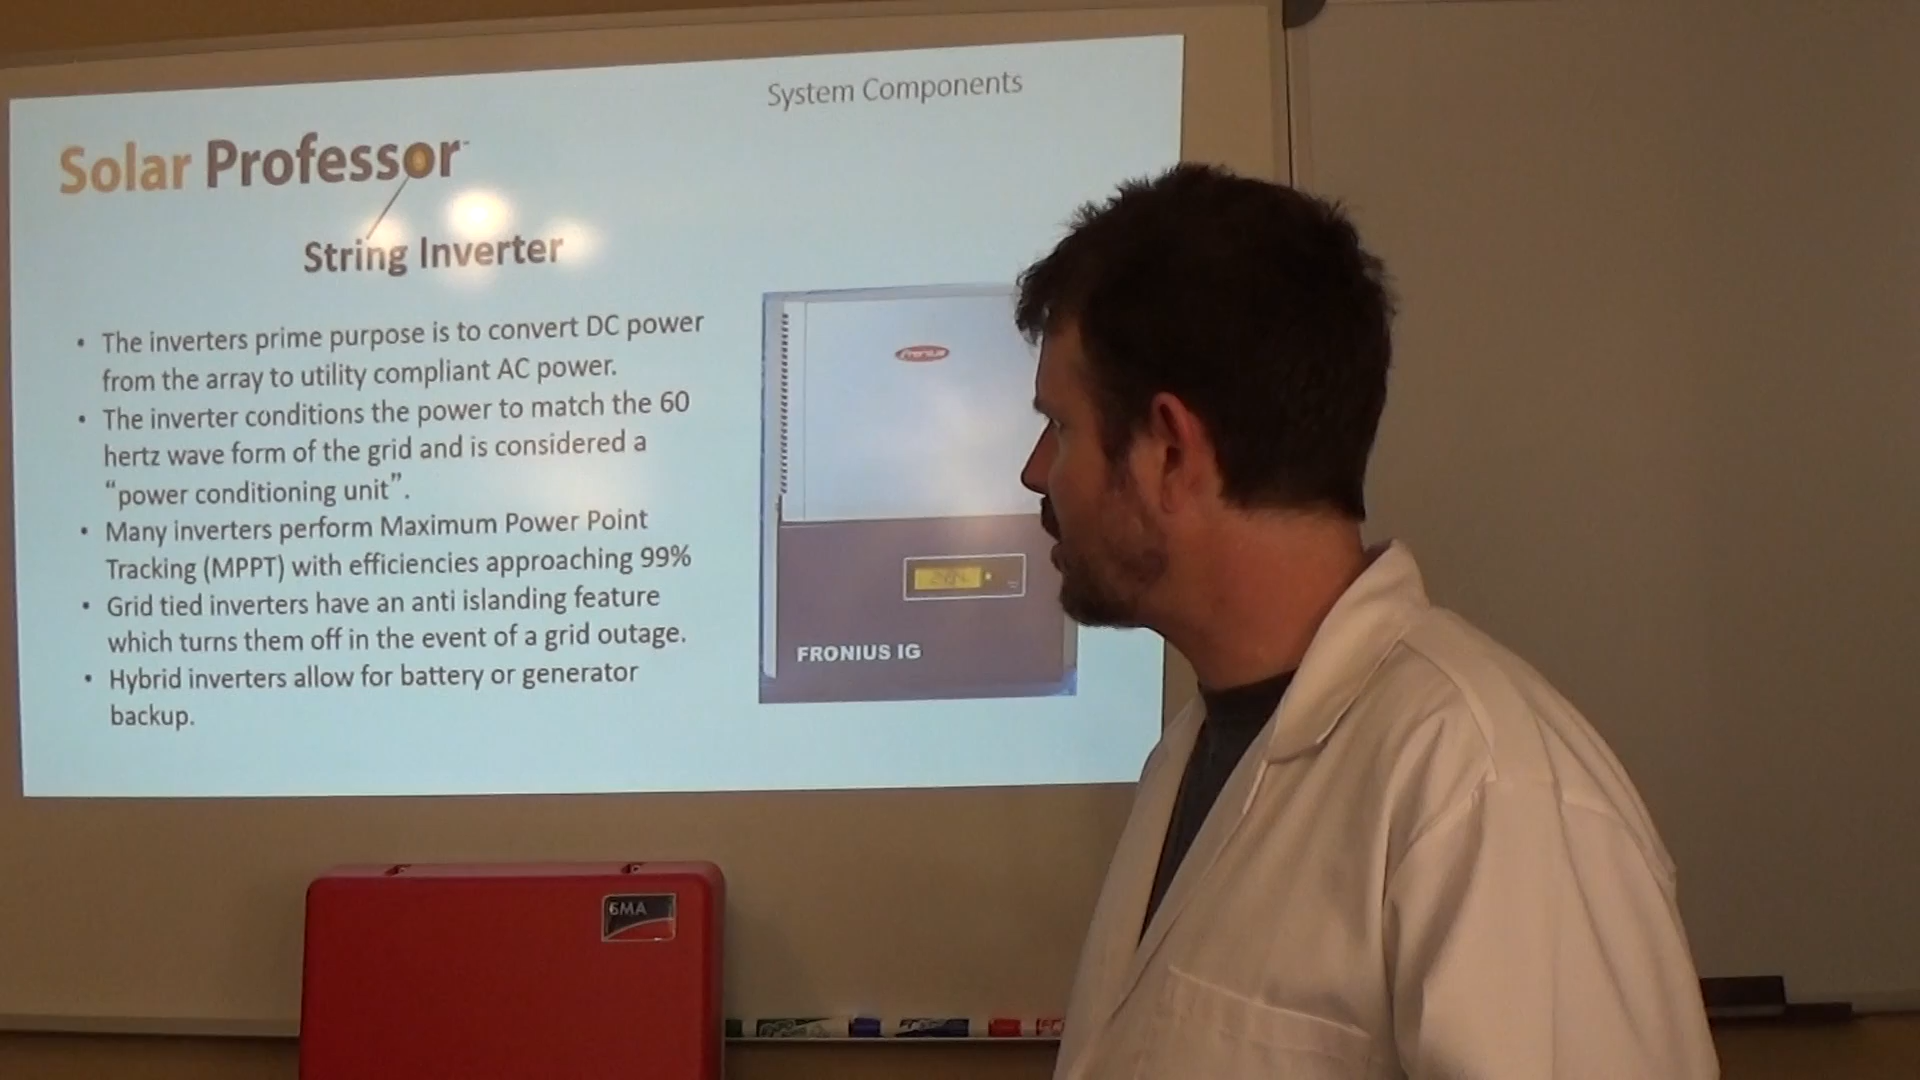 System Components
Solar Professor™
String Inverter
• The inverters prime purpose is to convert DC power
from the array to utility compliant AC power.
• The inverter conditions the power to match the 60
hertz wave form of the grid and is considered a
“power conditioning unit”.
• Many inverters perform Maximum Power Point
Tracking (MPPT) with efficiencies approaching 99%
• Grid tied inverters have an anti islanding feature
which turns them off in the event of a grid outage.
• Hybrid inverters allow for battery or generator
backup.
Fronius
FRONIUS IG
SMA
EXPO